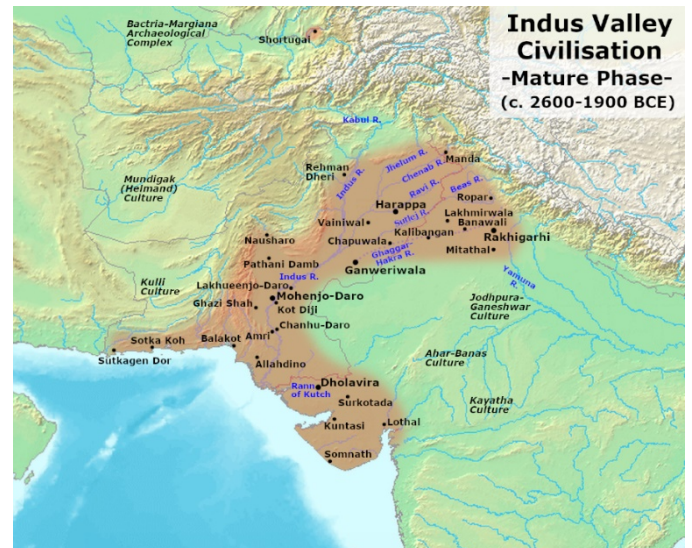 Indus Valley
Civilisation
-Mature Phase-
(c. 2600-1900 BCE)
Bactria-Margiana
Archaeological
Complex
Shortugai
Kabul R.
Mundigak
(Helmand)
Culture
Rehman
Dheri
Indus R.
Jhelum R.
Manda
Chenab R.
Ravi R.
Beas R.
Ropar
Harappa
Vainiwal
Sutlej R.
Lakhmirwala
Banawali
Kalibangan
Rakhigarhi
Nausharo
Chapuwala
Mitathal
Ghaggar-
Hakra R.
Pathani Damb
Ganweriwala
Kulli
Culture
Lakhueenjo-Daro
Indus R.
Yamuna
R.
Mohenjo-Daro
Ghazi Shah
Kot Diji
Jodhpura-
Ganeshwar
Culture
Chanhu-Daro
Amri
Sotka Koh
Balakot
Sutkagen Dor
Allahdino
Ahar-Banas
Culture
Rann
of Kutch
Dholavira
Surkotada
Kayatha
Culture
Kuntasi
Lothal
Somnath